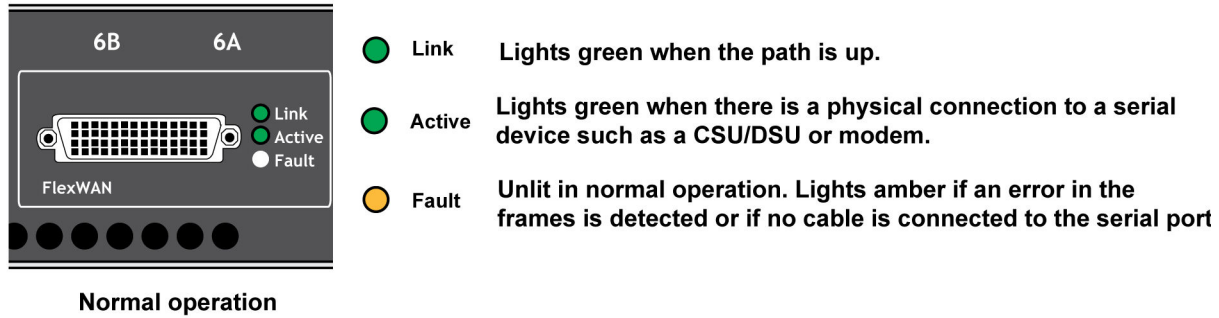 6B 6A
Link
Active
Fault
FlexWAN
Normal operation
Link Lights green when the path is up.
Active Lights green when there is a physical connection to a serial
device such as a CSU/DSU or modem.
Fault Unlit in normal operation. Lights amber if an error in the
frames is detected or if no cable is connected to the serial port